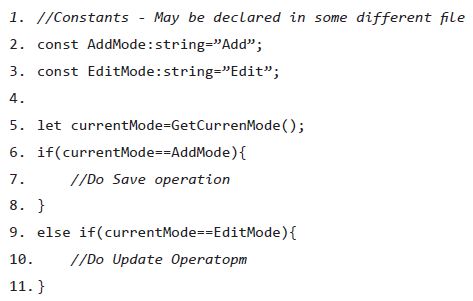 1. //Constants - May be declared in some different file
2. const AddMode:string=”Add”;
3. const EditMode:string=”Edit”;
4.
5. let currentMode=GetCurrenMode();
6. if(currentMode==AddMode){
7. //Do Save operation
8. }
9. else if(currentMode==EditMode){
10. //Do Update Operatopm
11. }